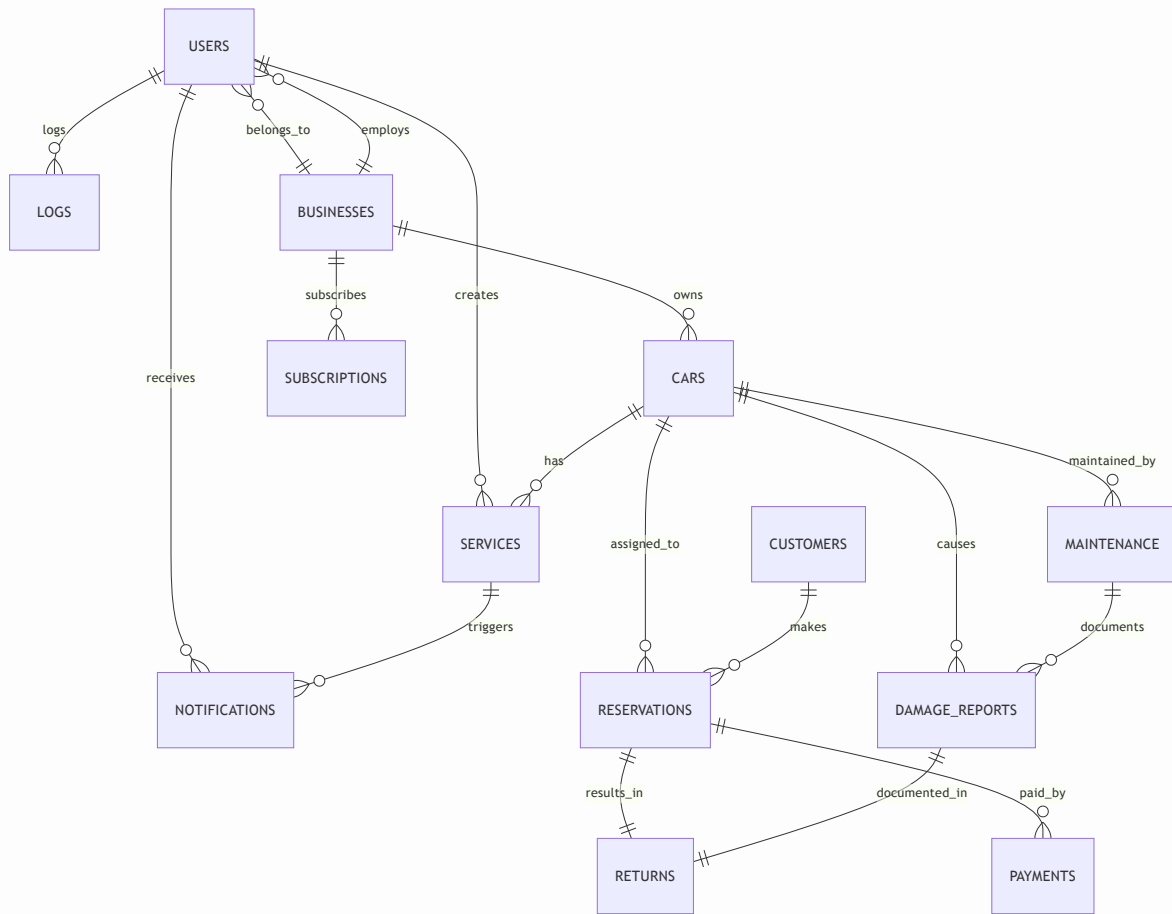 USERS
logs
belongs_to
employs
LOGS
BUSINESSES
subscribes
creates
owns
receives
SUBSCRIPTIONS
CARS
has
maintained_by
SERVICES
assigned_to
CUSTOMERS
causes
MAINTENANCE
triggers
makes
documents
NOTIFICATIONS
RESERVATIONS
DAMAGE_REPORTS
results_in
documented_in
paid_by
RETURNS
PAYMENTS